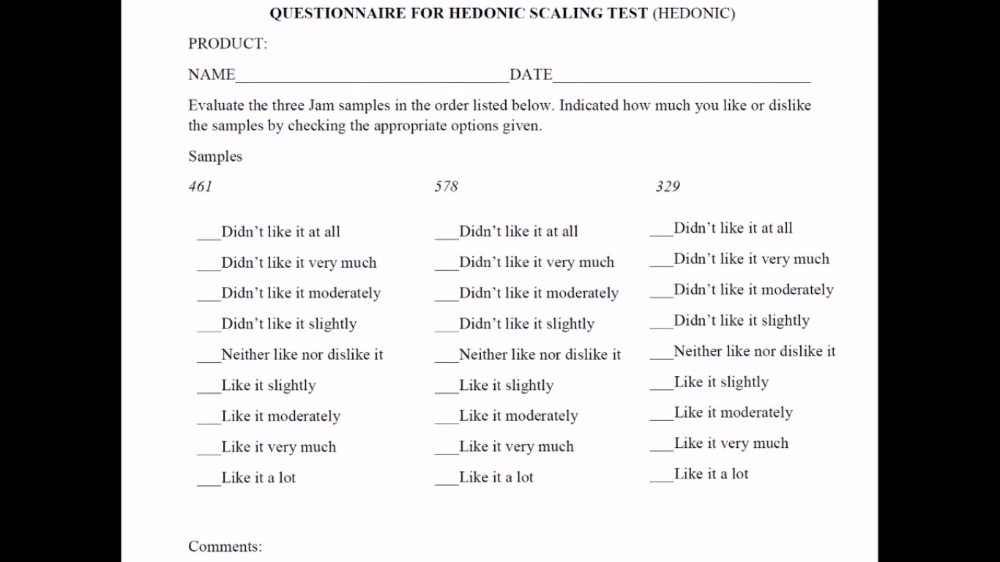 QUESTIONNAIRE FOR HEDONIC SCALING TEST (HEDONIC)
PRODUCT:
NAME__________________________________DATE________________________________
Evaluate the three Jam samples in the order listed below. Indicated how much you like or dislike
the samples by checking the appropriate options given.
Samples
461 578 329
___Didn’t like it at all ___Didn’t like it at all ___Didn’t like it at all
___Didn’t like it very much ___Didn’t like it very much ___Didn’t like it very much
___Didn’t like it moderately ___Didn’t like it moderately ___Didn’t like it moderately
___Didn’t like it slightly ___Didn’t like it slightly ___Didn’t like it slightly
___Neither like nor dislike it ___Neither like nor dislike it ___Neither like nor dislike it
___Like it slightly ___Like it slightly ___Like it slightly
___Like it moderately ___Like it moderately ___Like it moderately
___Like it very much ___Like it very much ___Like it very much
___Like it a lot ___Like it a lot ___Like it a lot
Comments: